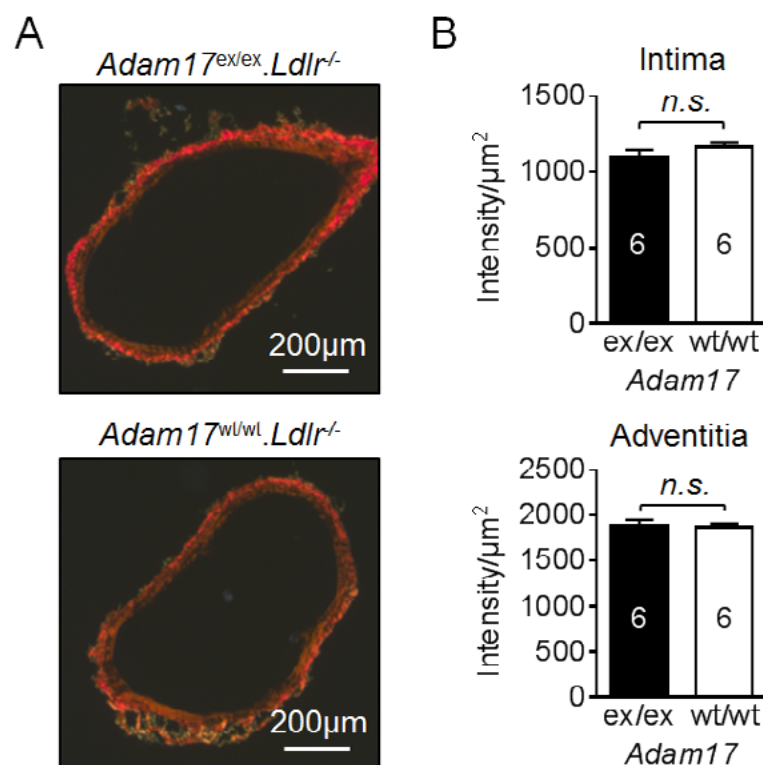 A
Adam17ex/ex.Ldlr-/-
200µm
Adam17wt/wt.Ldlr-/-
200µm
B
Intima
n.s.
Intensity/µm²
1500
1000
500
0
6
6
ex/ex wt/wt
Adam17
Adventitia
n.s.
Intensity/µm²
2500
2000
1500
1000
500
0
6
6
ex/ex wt/wt
Adam17